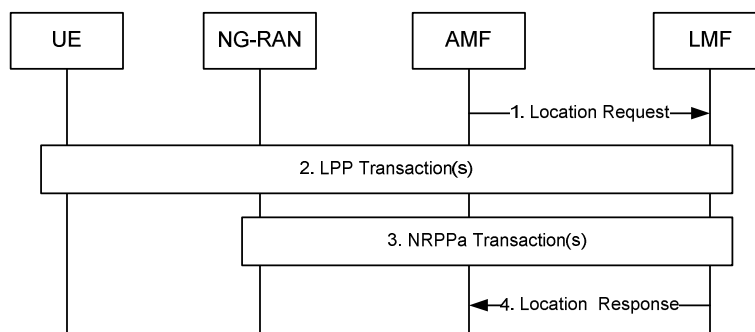 UE
NG-RAN
AMF
LMF
1. Location Request
2. LPP Transaction(s)
3. NRPPa Transaction(s)
4. Location Response